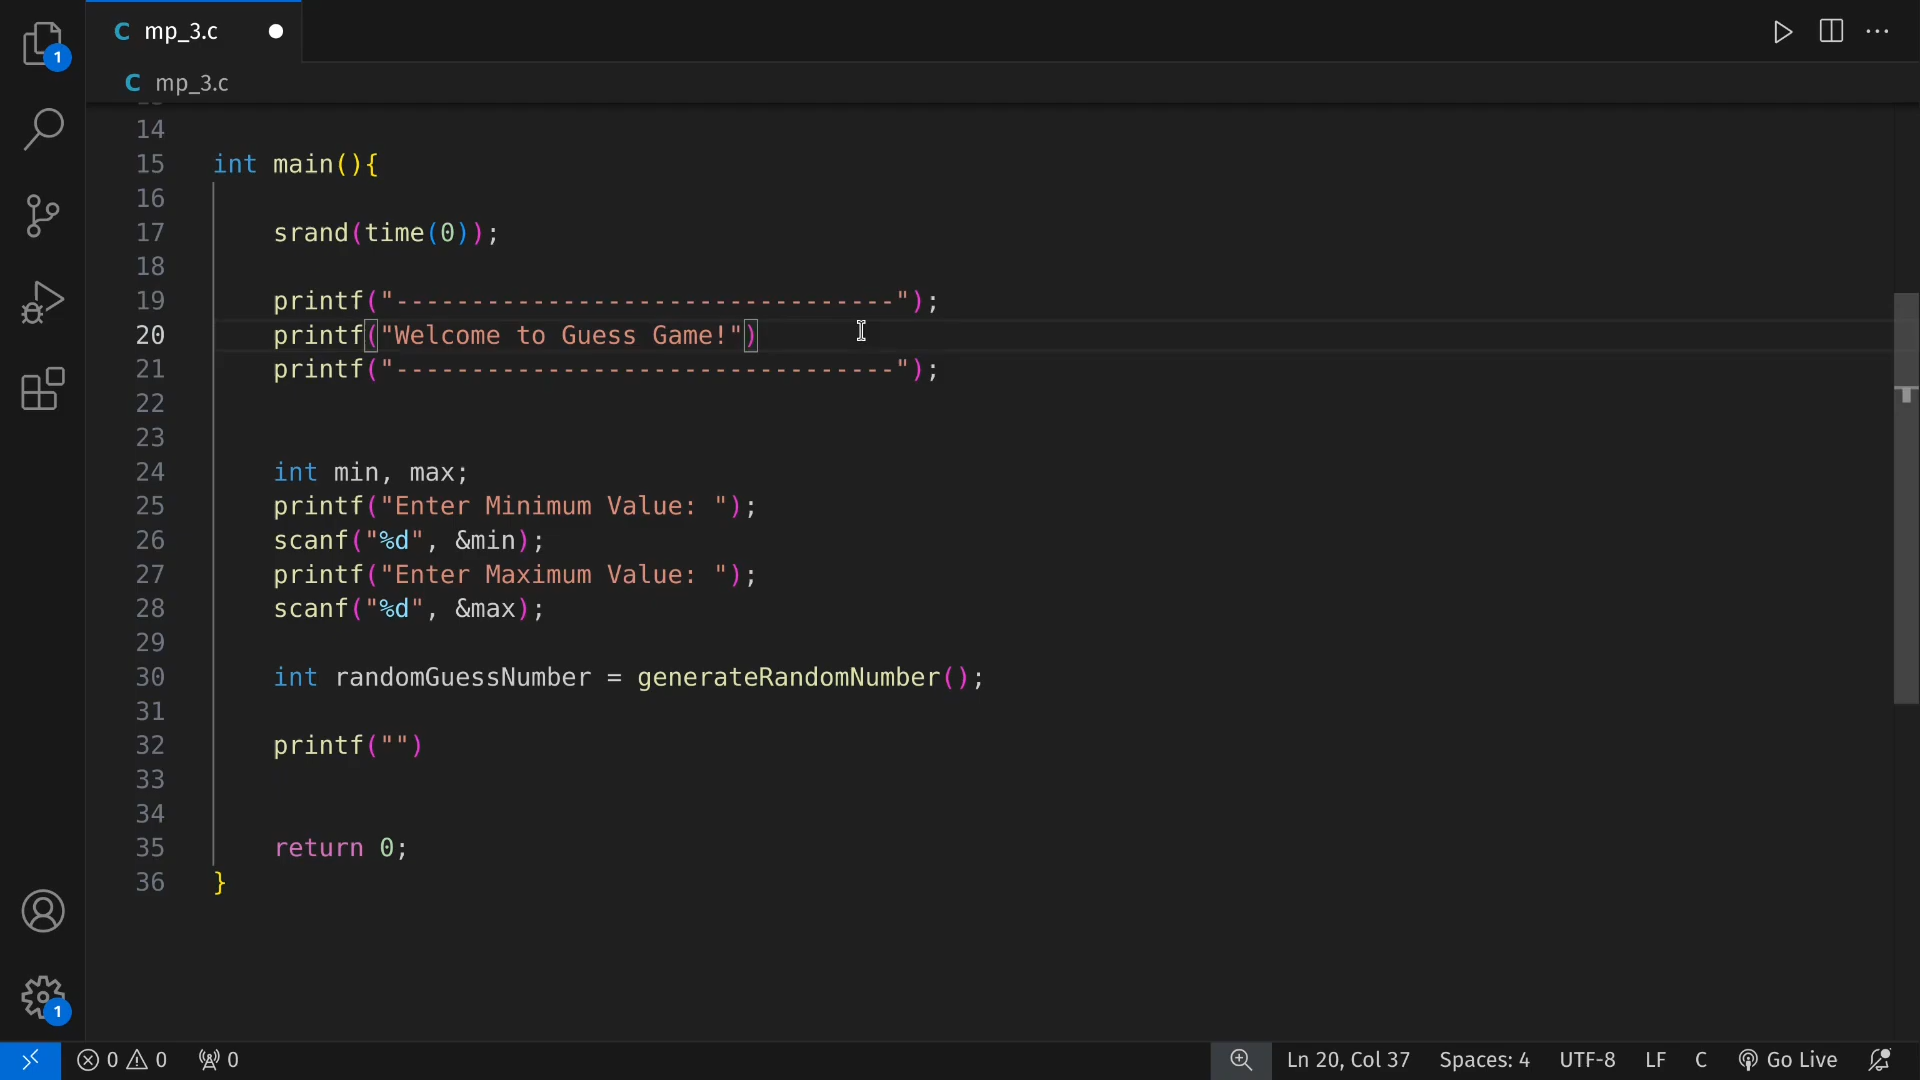 1
C mp_3.c
C mp_3.c
14
15 int main(){
16
17 srand(time(0));
18
19 printf("---------------------------------");
20 printf("Welcome to Guess Game!")
21 printf("---------------------------------");
22
23
24 int min, max;
25 printf("Enter Minimum Value: ");
26 scanf("%d", &min);
27 printf("Enter Maximum Value: ");
28 scanf("%d", &max);
29
30 int randomGuessNumber = generateRandomNumber();
31
32 printf("")
33
34
35 return 0;
36 }
1
0 0 0 Ln 20, Col 37 Spaces: 4 UTF-8 LF C Go Live